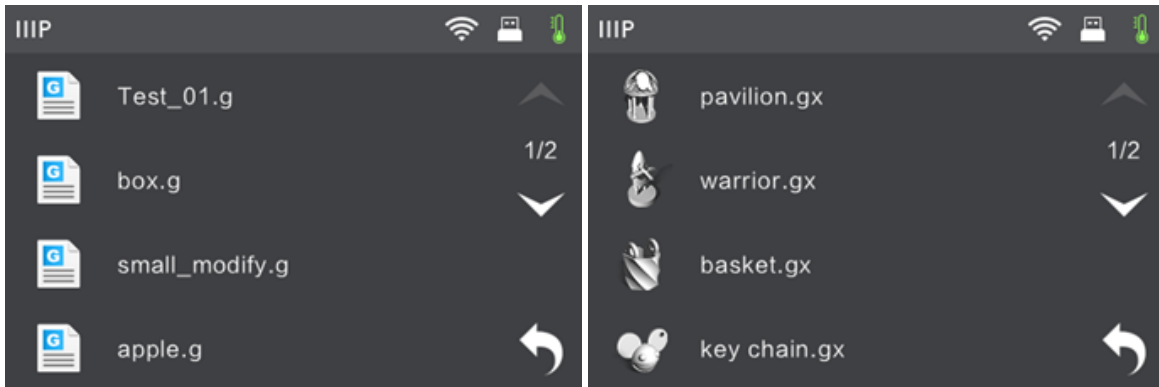 IIIP
Test_01.g
1/2
box.g
small_modify.g
apple.g
IIIP
pavilion.gx
1/2
warrior.gx
basket.gx
key chain.gx